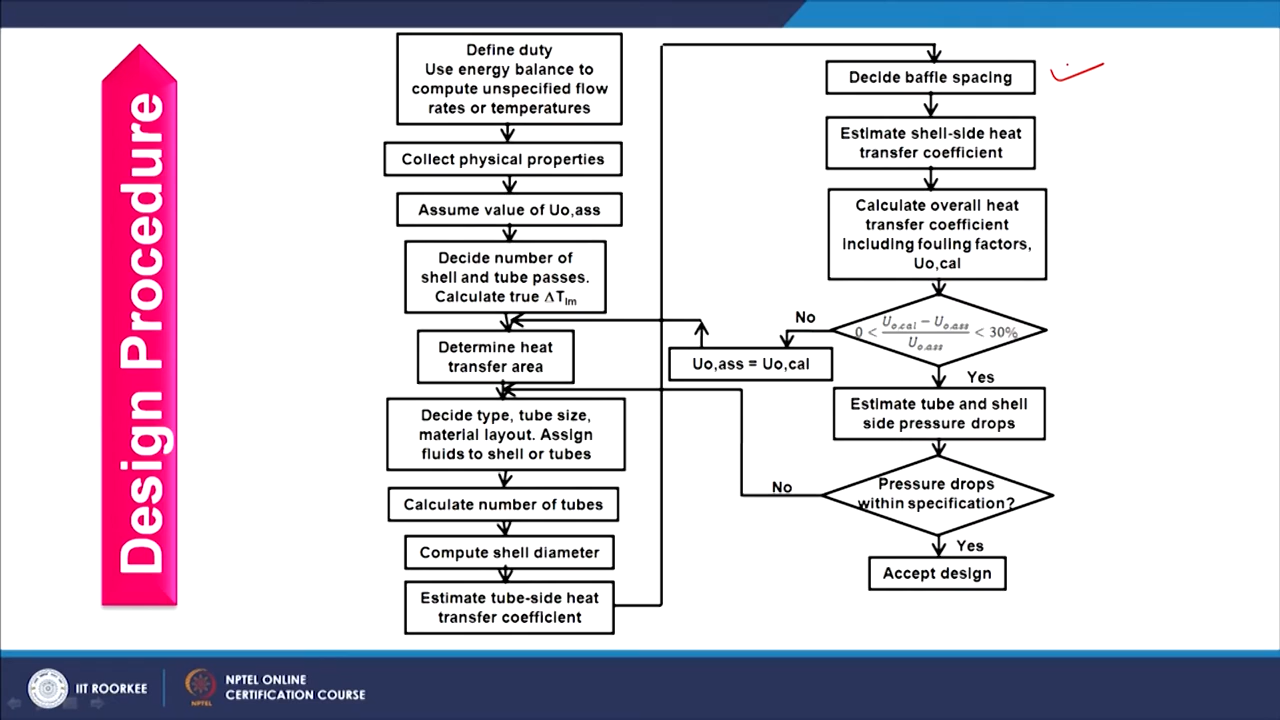 Design Procedure
Define duty
Use energy balance to
compute unspecified flow
rates or temperatures
Collect physical properties
Assume value of Uo,ass
Decide number of
shell and tube passes.
Calculate true ΔTlm
Determine heat
transfer area
Decide type, tube size,
material layout. Assign
fluids to shell or tubes
Calculate number of tubes
Compute shell diameter
Estimate tube-side heat
transfer coefficient
Decide baffle spacing
Estimate shell-side heat
transfer coefficient
Calculate overall heat
transfer coefficient
including fouling factors,
Uo,cal
0 < (U_{o.cal} − U_{o.ass}) / U_{o.ass} < 30%
No
Uo,ass = Uo,cal
Yes
Estimate tube and shell
side pressure drops
Pressure drops
within specification?
No
Yes
Accept design
IIT ROORKEE
NPTEL
NPTEL ONLINE
CERTIFICATION COURSE